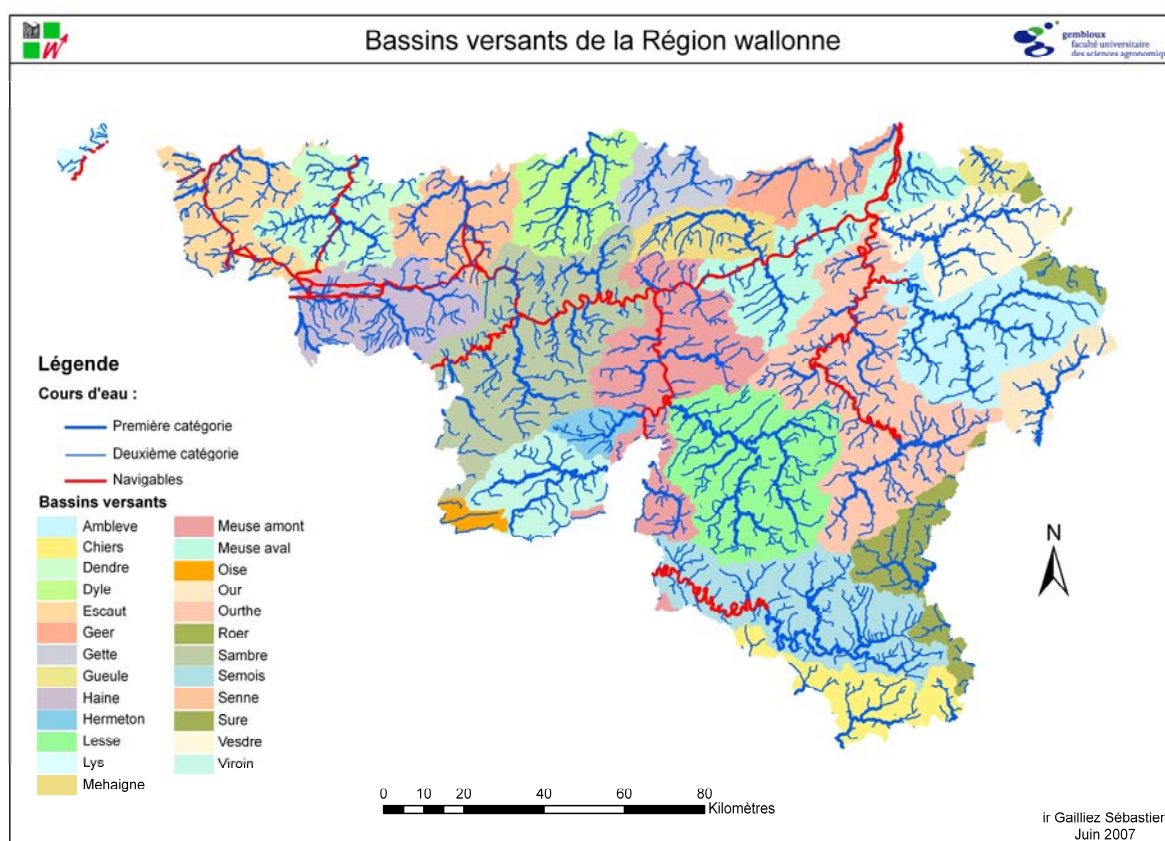 Bassins versants de la Région wallonne
gembloux
faculté universitaire
des sciences agronomique
Légende
Cours d'eau :
Première catégorie
Deuxième catégorie
Navigables
Bassins versants
Ambleve
Chiers
Dendre
Dyle
Escaut
Geer
Gette
Gueule
Haine
Hermeton
Lesse
Lys
Mehaigne
Meuse amont
Meuse aval
Oise
Our
Ourthe
Roer
Sambre
Semois
Senne
Sure
Vesdre
Viroin
N
0 10 20 40 60 80
Kilomètres
ir Gailliez Sébastien
Juin 2007